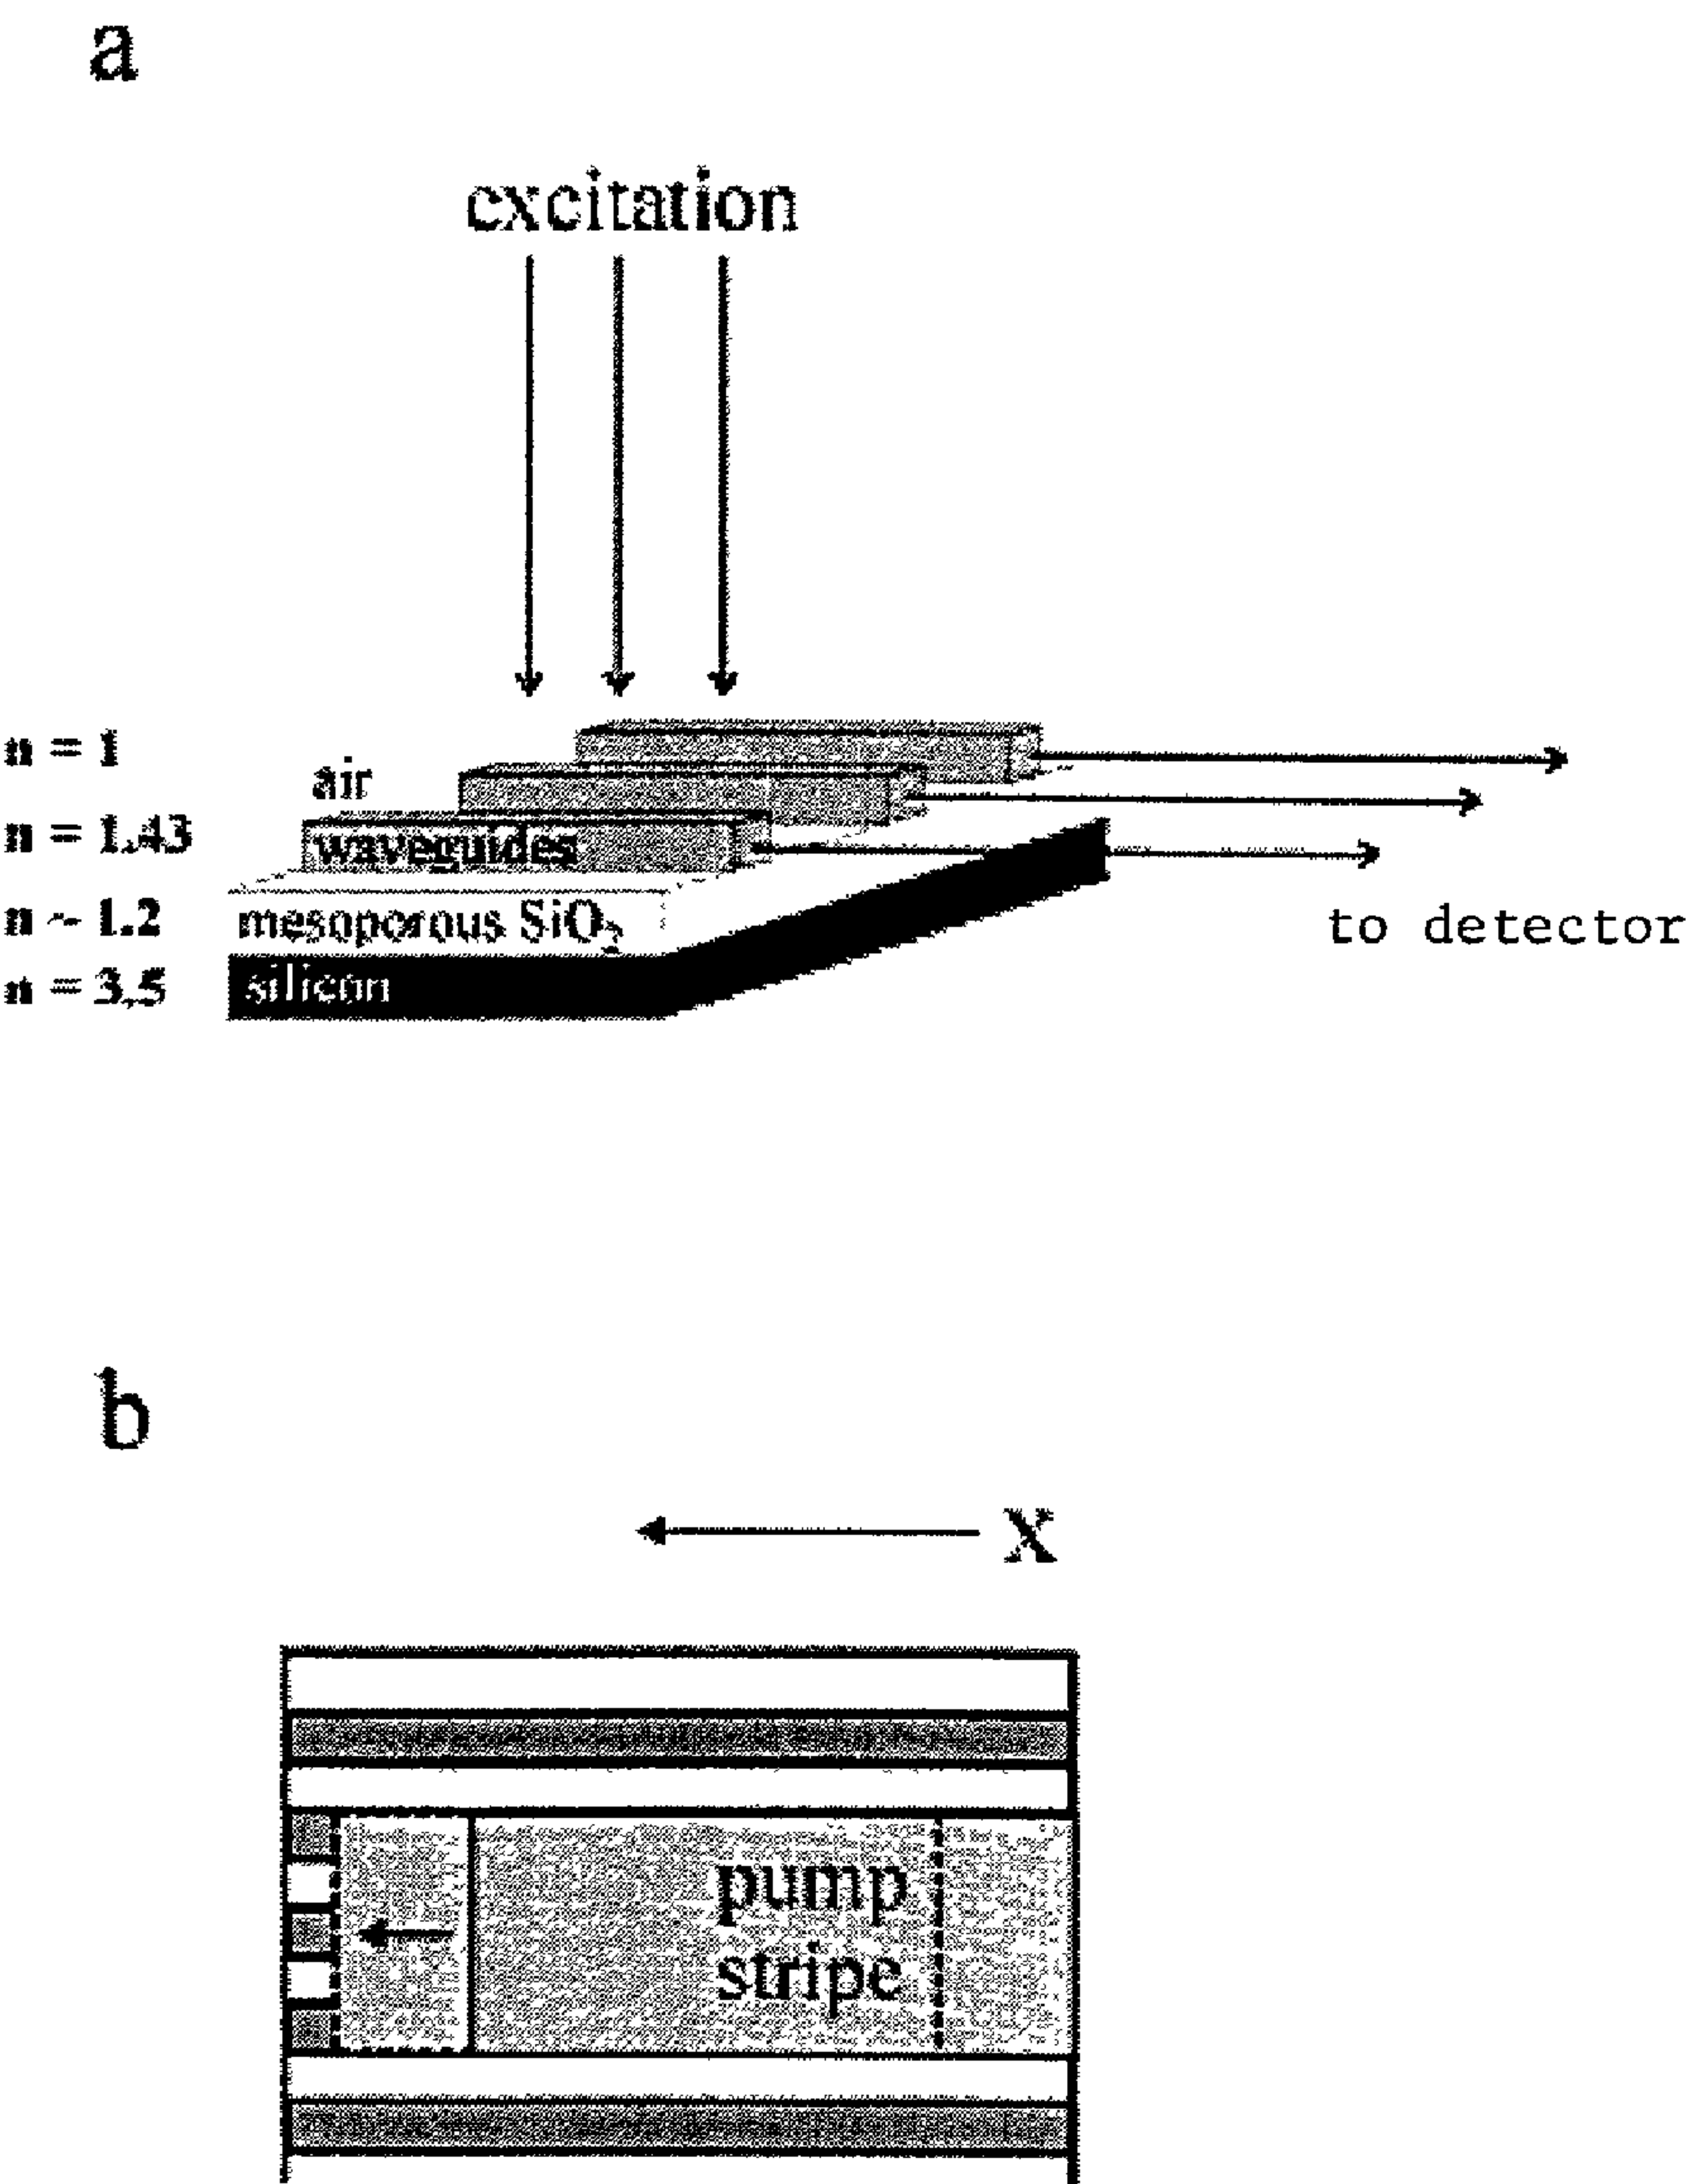 a
excitation
n = 1
air
n = 1.43
waveguides
n ~ 1.2
mesoporous SiO₂
to detector
n = 3.5
silicon
b
X
pump
stripe